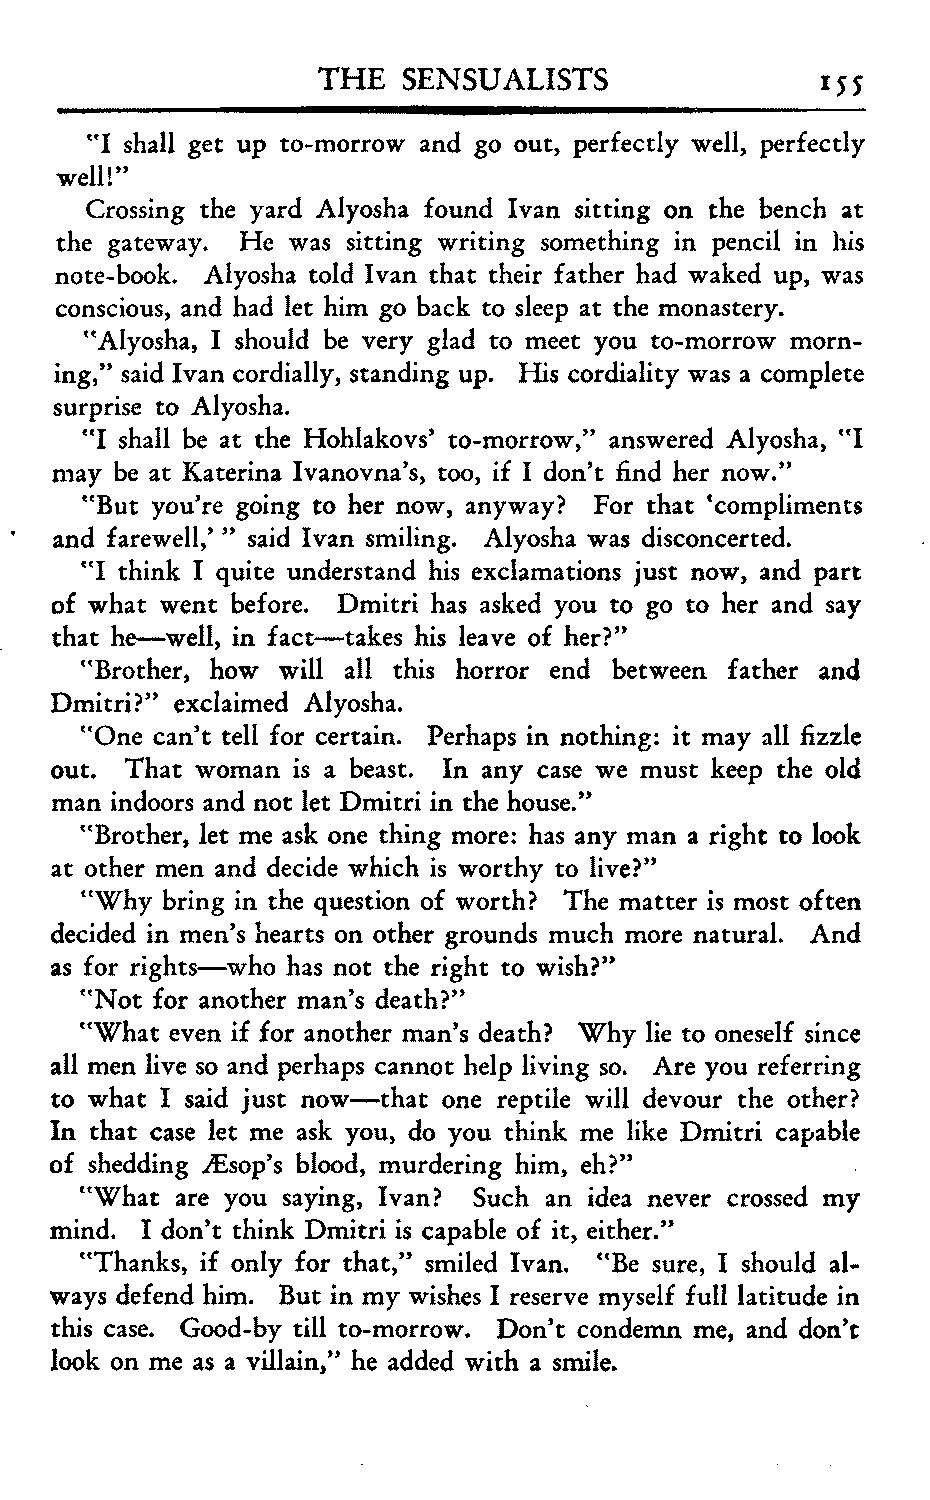 THE SENSUALISTS 155
"I shall get up to-morrow and go out, perfectly well, perfectly
well!"
Crossing the yard Alyosha found Ivan sitting on the bench at
the gateway. He was sitting writing something in pencil in his
note-book. Alyosha told Ivan that their father had waked up, was
conscious, and had let him go back to sleep at the monastery.
"Alyosha, I should be very glad to meet you to-morrow morn-
ing," said Ivan cordially, standing up. His cordiality was a complete
surprise to Alyosha.
"I shall be at the Hohlakovs' to-morrow," answered Alyosha, "I
may be at Katerina Ivanovna's, too, if I don't find her now."
"But you're going to her now, anyway? For that 'compliments
and farewell,' " said Ivan smiling. Alyosha was disconcerted.
"I think I quite understand his exclamations just now, and part
of what went before. Dmitri has asked you to go to her and say
that he—well, in fact—takes his leave of her?"
"Brother, how will all this horror end between father and
Dmitri?" exclaimed Alyosha.
"One can't tell for certain. Perhaps in nothing: it may all fizzle
out. That woman is a beast. In any case we must keep the old
man indoors and not let Dmitri in the house."
"Brother, let me ask one thing more: has any man a right to look
at other men and decide which is worthy to live?"
"Why bring in the question of worth? The matter is most often
decided in men's hearts on other grounds much more natural. And
as for rights—who has not the right to wish?"
"Not for another man's death?"
"What even if for another man's death? Why lie to oneself since
all men live so and perhaps cannot help living so. Are you referring
to what I said just now—that one reptile will devour the other?
In that case let me ask you, do you think me like Dmitri capable
of shedding Æsop's blood, murdering him, eh?"
"What are you saying, Ivan? Such an idea never crossed my
mind. I don't think Dmitri is capable of it, either."
"Thanks, if only for that," smiled Ivan. "Be sure, I should al-
ways defend him. But in my wishes I reserve myself full latitude in
this case. Good-by till to-morrow. Don't condemn me, and don't
look on me as a villain," he added with a smile.